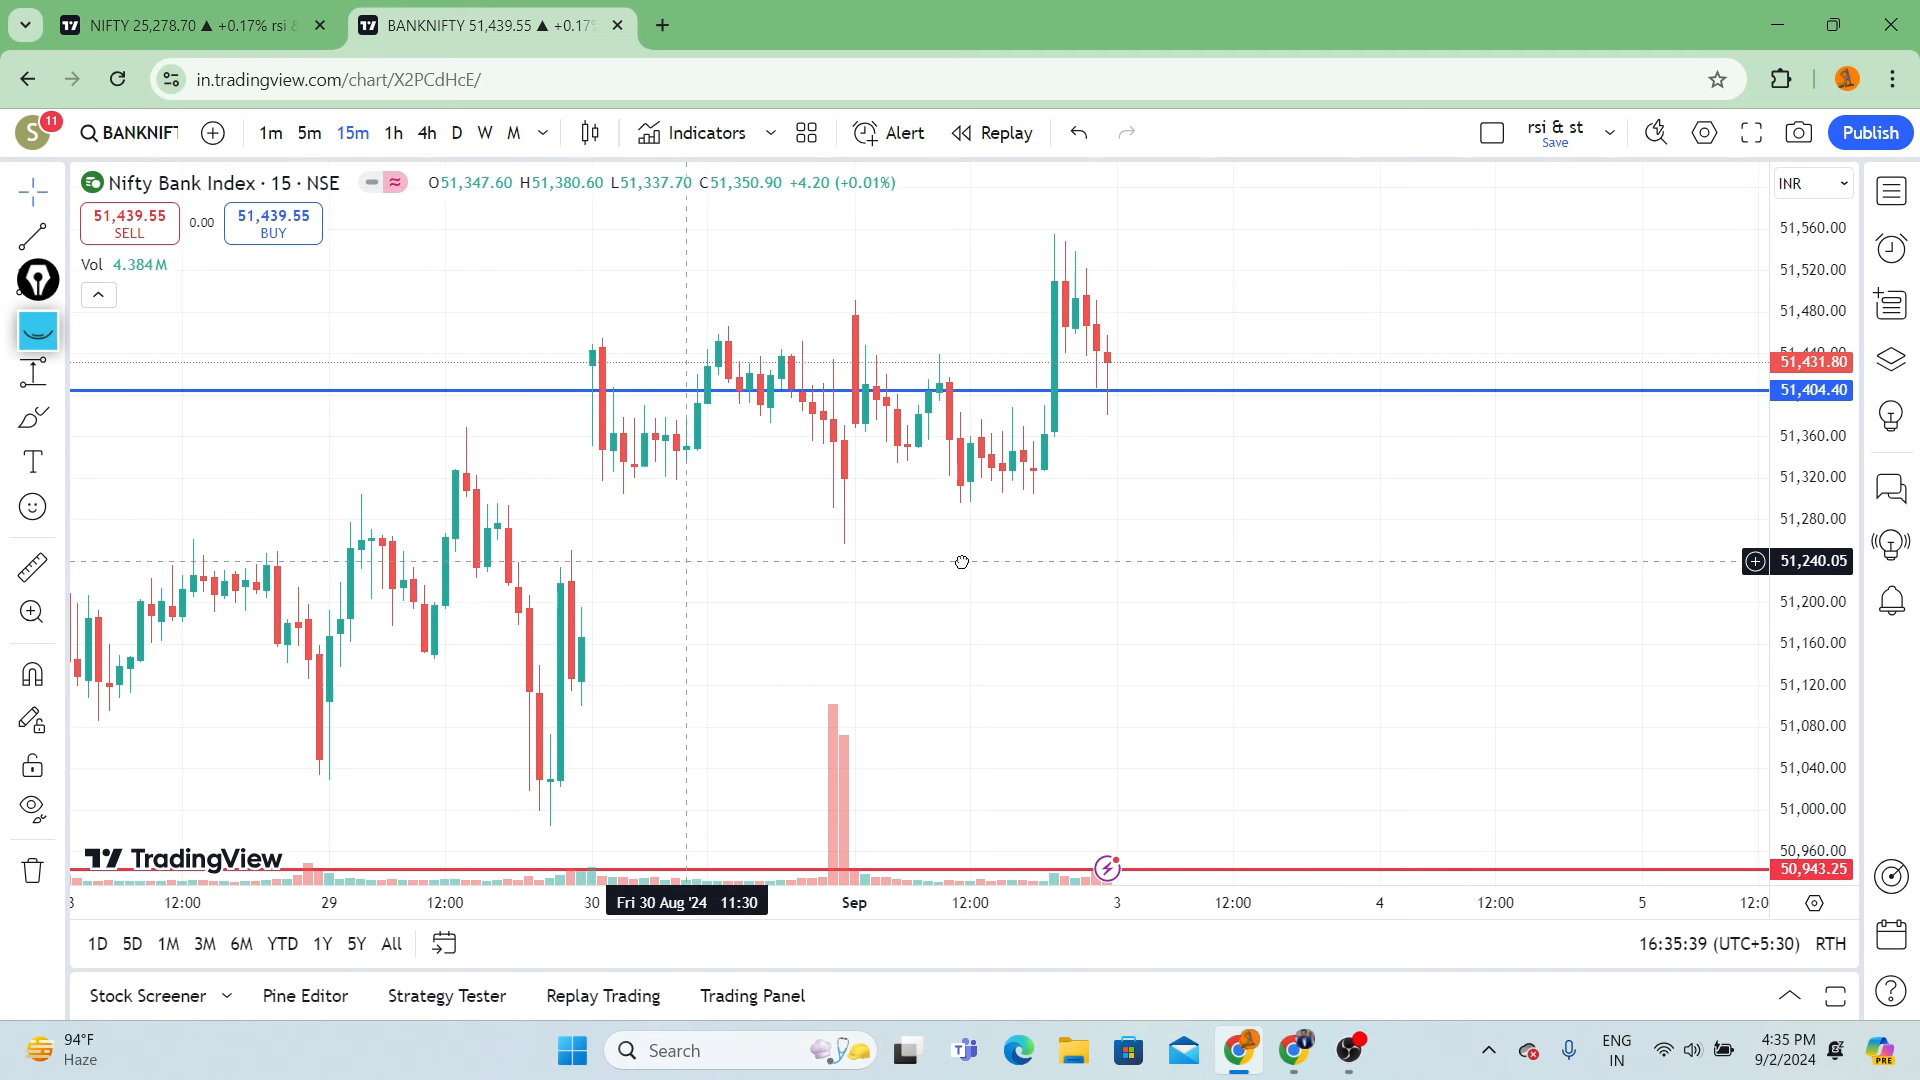 NIFTY 25,278.70 ▲ +0.17% rsi &
BANKNIFTY 51,439.55 ▲ +0.17%
in.tradingview.com/chart/X2PCdHcE/
S 11 BANKNIFT 1m 5m 15m 1h 4h D W M Indicators Alert Replay rsi & st Save Publish
Nifty Bank Index · 15 · NSE O51,347.60 H51,380.60 L51,337.70 C51,350.90 +4.20 (+0.01%) INR
51,439.55 SELL 0.00 51,439.55 BUY
Vol 4.384M
51,560.00
51,520.00
51,480.00
51,440.00
51,431.80
51,404.40
51,360.00
51,320.00
51,280.00
51,240.05
51,200.00
51,160.00
51,120.00
51,080.00
51,040.00
51,000.00
50,960.00
50,943.25
TradingView
12:00 29 12:00 30 Fri 30 Aug '24 11:30 Sep 12:00 3 12:00 4 12:00 5 12:0
1D 5D 1M 3M 6M YTD 1Y 5Y All 16:35:39 (UTC+5:30) RTH
Stock Screener Pine Editor Strategy Tester Replay Trading Trading Panel
94°F
Haze
Search
ENG
IN
4:35 PM
9/2/2024
PRE